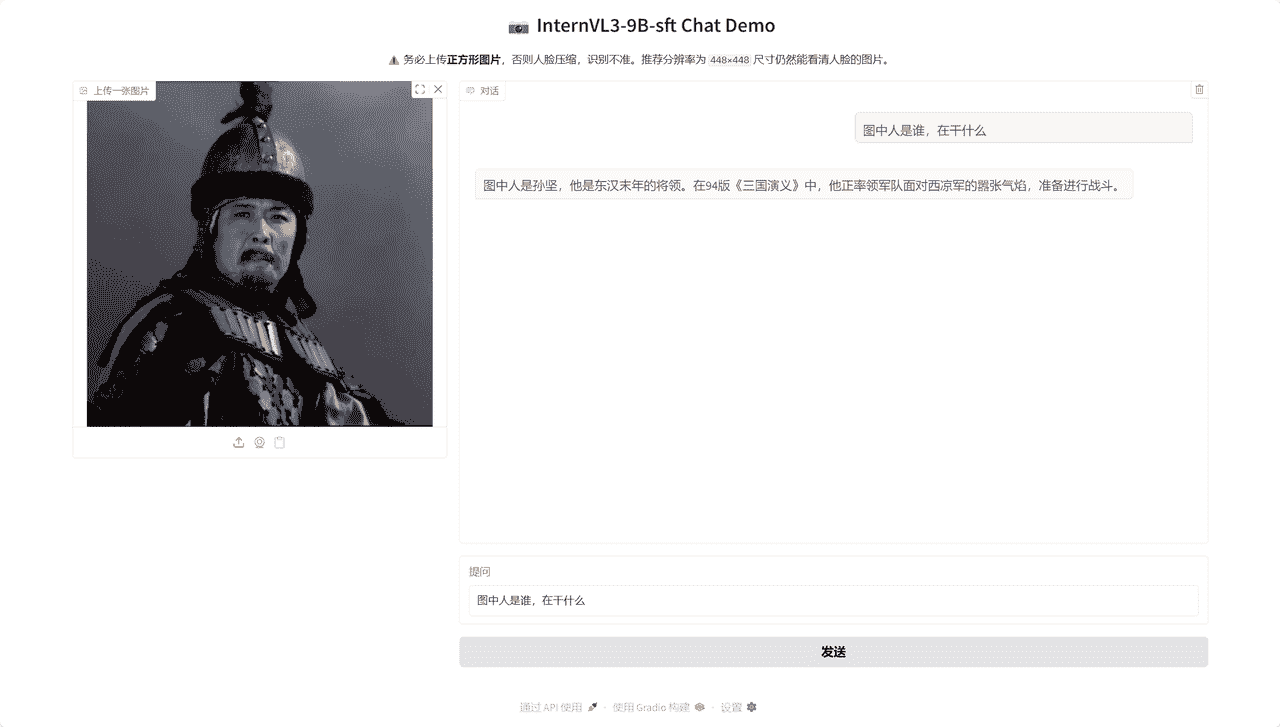 InternVL3-9B-sft Chat Demo
务必上传正方形图片，否则人脸压缩，识别不准。推荐分辨率为 448×448 尺寸仍然能看清人脸的图片。
上传一张图片
对话
图中人是谁，在干什么
图中人是孙坚，他是东汉末年的将领。在94版《三国演义》中，他正率领军队面对西凉军的嚣张气焰，准备进行战斗。
提问
图中人是谁，在干什么
发送
通过 API 使用 · 使用 Gradio 构建 · 设置